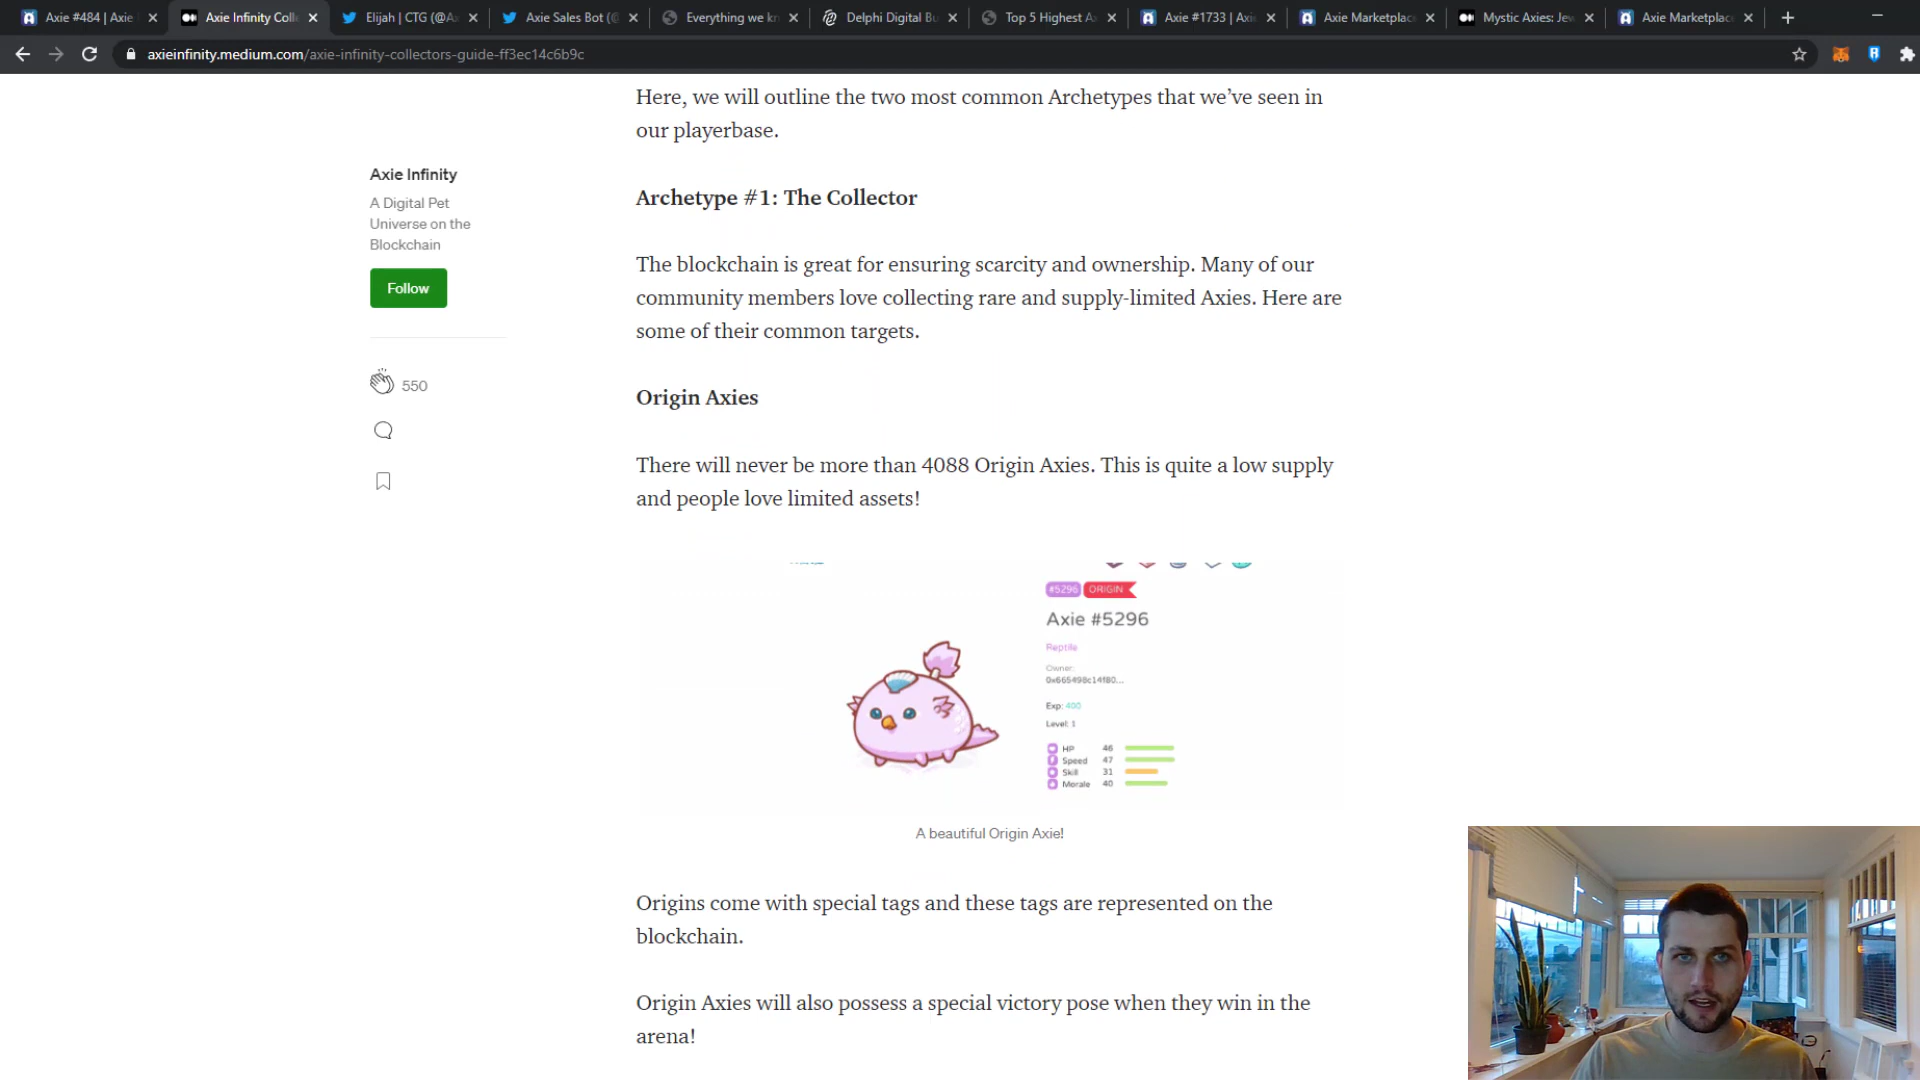 Axie #484 | Axie
Axie Infinity Coll
Elijah | CTG (@Ax
Axie Sales Bot (@
Everything we kn
Delphi Digital Bu
Top 5 Highest A
Axie #1733 | Axi
Axie Marketplac
Mystic Axies: Jew
Axie Marketplac
axieinfinity.medium.com/axie-infinity-collectors-guide-ff3ec14c6b9c
Here, we will outline the two most common Archetypes that we’ve seen in
our playerbase.
Axie Infinity
A Digital Pet
Universe on the
Blockchain
Follow
550
Archetype #1: The Collector
The blockchain is great for ensuring scarcity and ownership. Many of our
community members love collecting rare and supply-limited Axies. Here are
some of their common targets.
Origin Axies
There will never be more than 4088 Origin Axies. This is quite a low supply
and people love limited assets!
#5296 ORIGIN
Axie #5296
Reptile
Owner:
0x665498c14f80...
Exp: 400
Level: 1
HP 46
Speed 47
Skill 31
Morale 40
A beautiful Origin Axie!
Origins come with special tags and these tags are represented on the
blockchain.
Origin Axies will also possess a special victory pose when they win in the
arena!